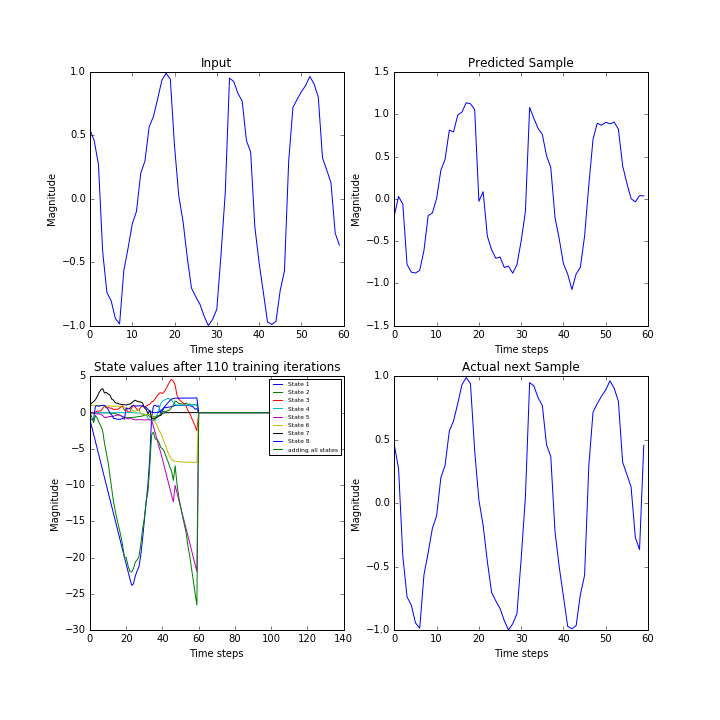 Input
Magnitude
1.0
0.5
0.0
−0.5
−1.0
0 10 20 30 40 50 60
Time steps
Predicted Sample
Magnitude
1.5
1.0
0.5
0.0
−0.5
−1.0
−1.5
0 10 20 30 40 50 60
Time steps
State values after 110 training iterations
Magnitude
5
0
−5
−10
−15
−20
−25
−30
0 20 40 60 80 100 120 140
Time steps
State 1
State 2
State 3
State 4
State 5
State 6
State 7
State 8
adding all states
Actual next Sample
Magnitude
1.0
0.5
0.0
−0.5
−1.0
0 10 20 30 40 50 60
Time steps